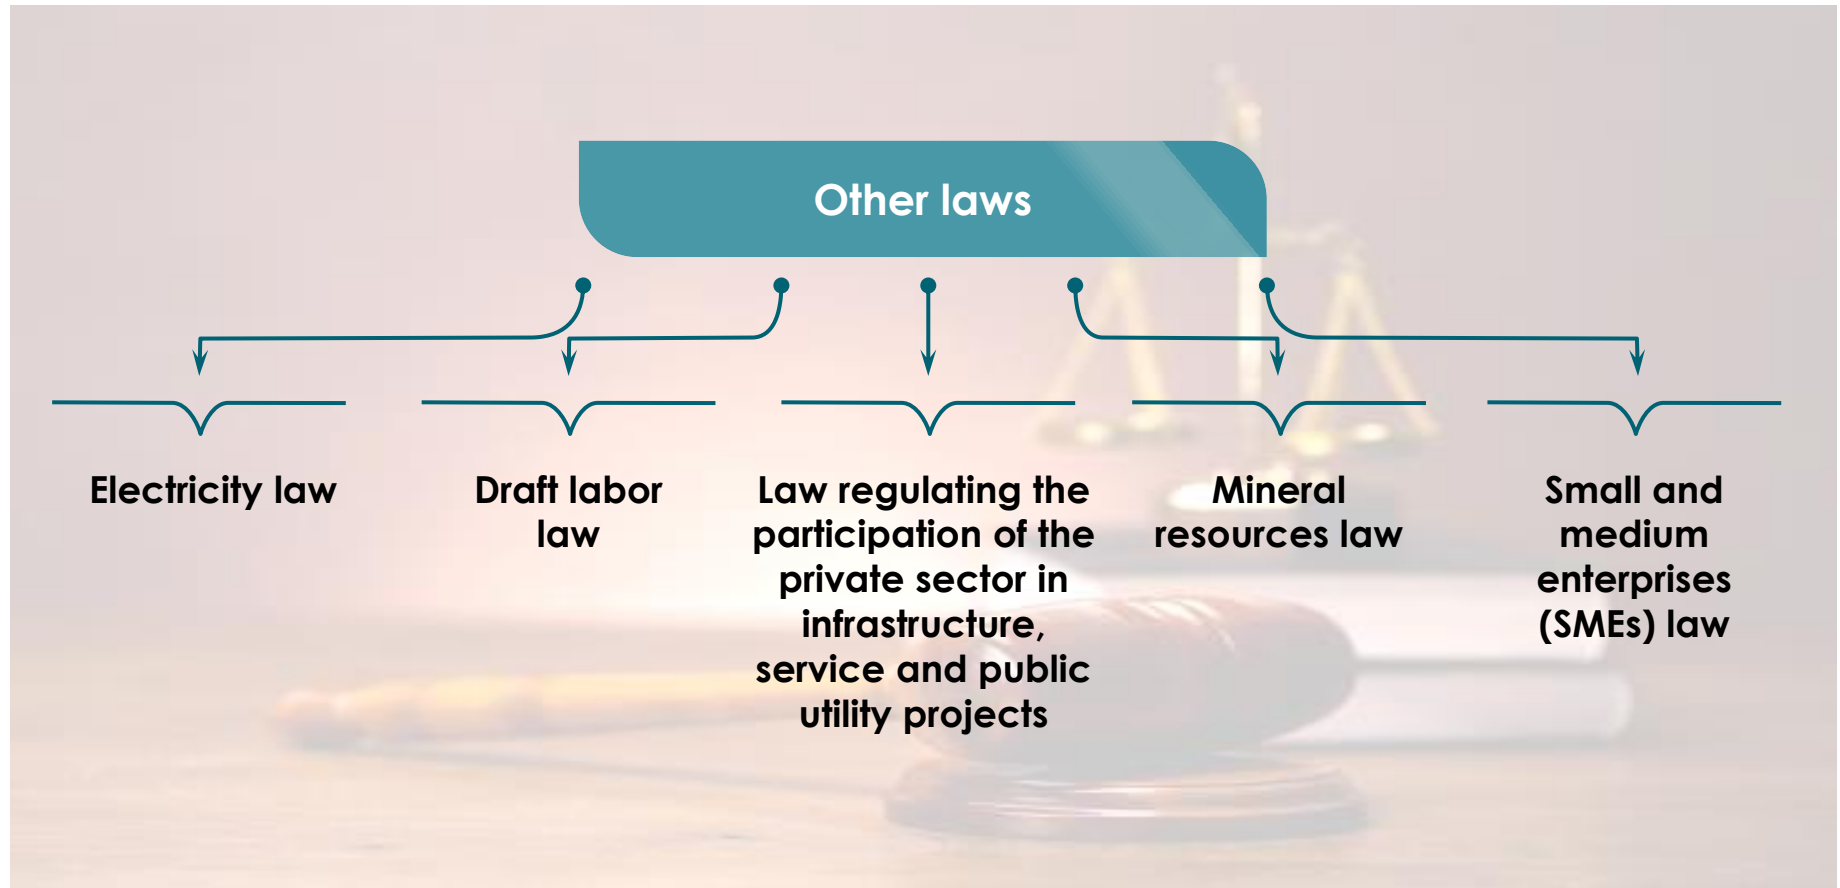 Other laws
Electricity law
Draft labor
law
Law regulating the
participation of the
private sector in
infrastructure,
service and public
utility projects
Mineral
resources law
Small and
medium
enterprises
(SMEs) law